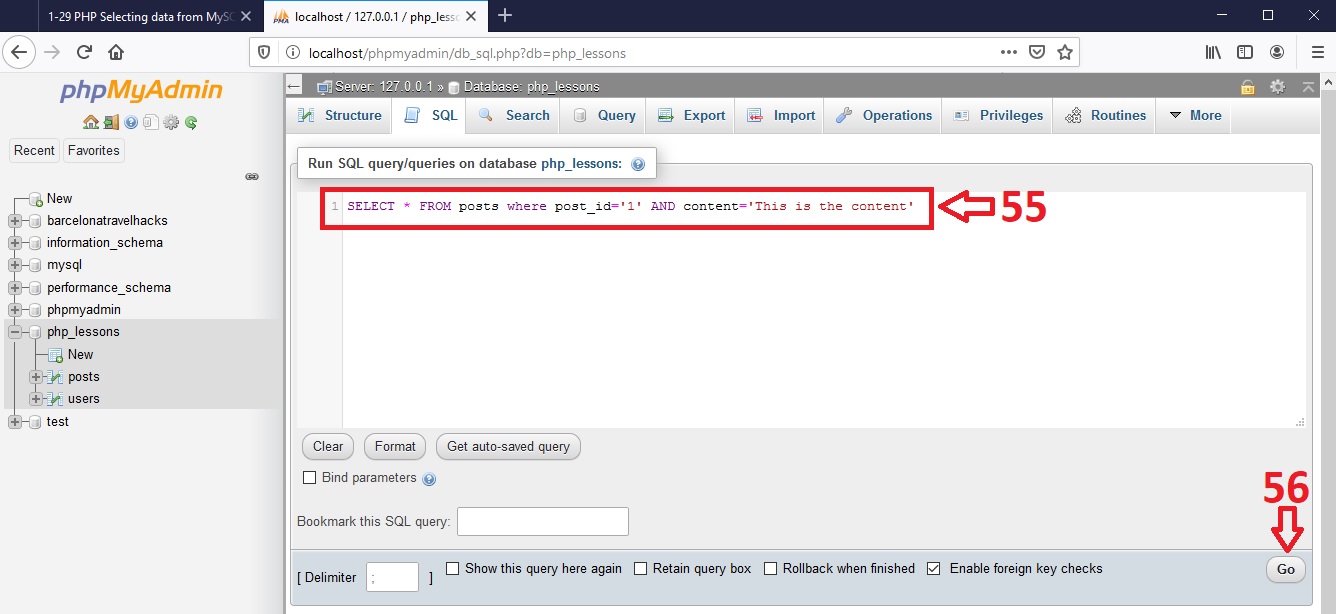 1-29 PHP Selecting data from MySQ
localhost / 127.0.0.1 / php_lesso
localhost/phpmyadmin/db_sql.php?db=php_lessons
phpMyAdmin
Recent
Favorites
New
barcelonatravelhacks
information_schema
mysql
performance_schema
phpmyadmin
php_lessons
New
posts
users
test
Server: 127.0.0.1 » Database: php_lessons
Structure
SQL
Search
Query
Export
Import
Operations
Privileges
Routines
More
Run SQL query/queries on database php_lessons:
1 SELECT * FROM posts where post_id='1' AND content='This is the content'
55
Clear
Format
Get auto-saved query
Bind parameters
Bookmark this SQL query:
56
[ Delimiter ; ]
Show this query here again
Retain query box
Rollback when finished
Enable foreign key checks
Go